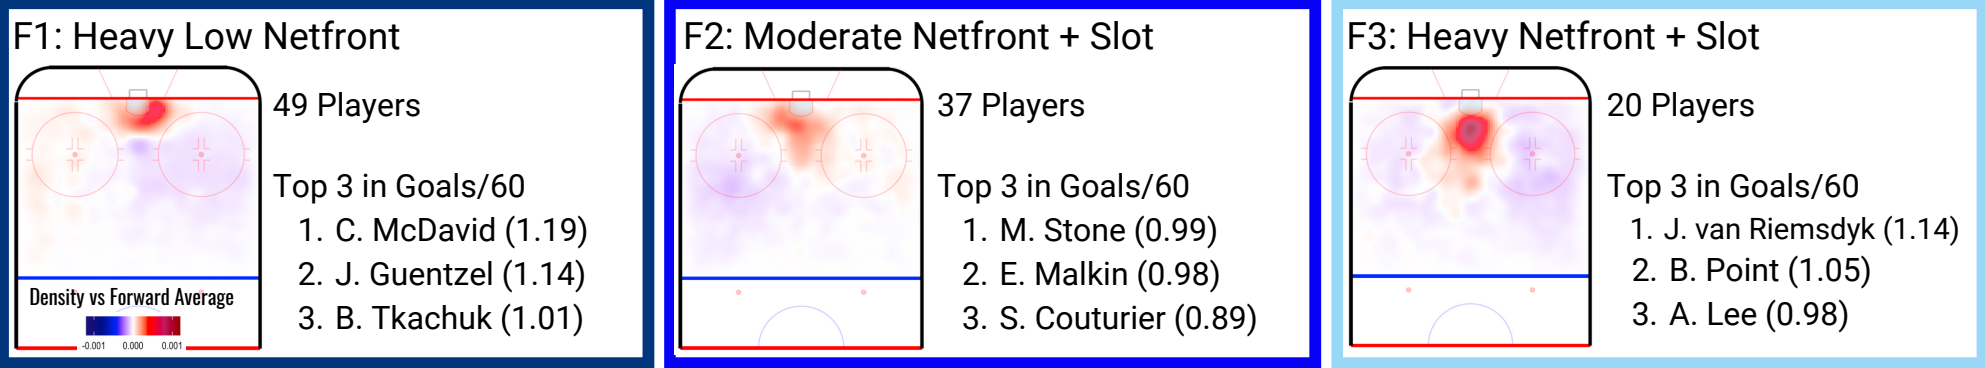 F1: Heavy Low Netfront
49 Players
Top 3 in Goals/60
1. C. McDavid (1.19)
2. J. Guentzel (1.14)
3. B. Tkachuk (1.01)
Density vs Forward Average
-0.001 0.000 0.001
F2: Moderate Netfront + Slot
37 Players
Top 3 in Goals/60
1. M. Stone (0.99)
2. E. Malkin (0.98)
3. S. Couturier (0.89)
F3: Heavy Netfront + Slot
20 Players
Top 3 in Goals/60
1. J. van Riemsdyk (1.14)
2. B. Point (1.05)
3. A. Lee (0.98)